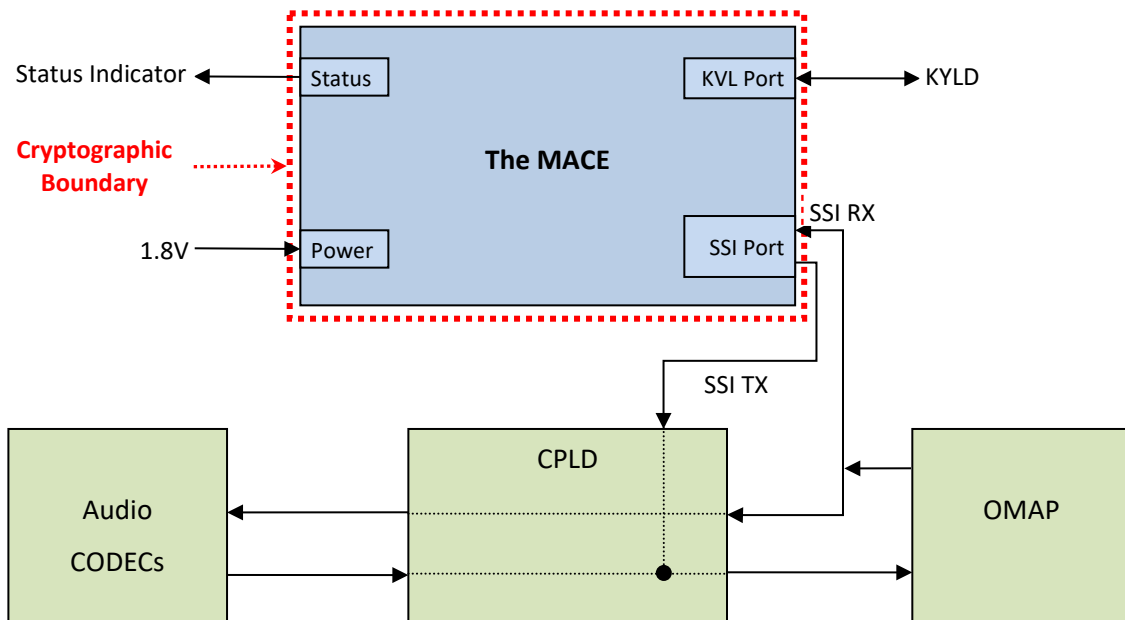 Status Indicator
Status
KVL Port
KYLD
Cryptographic
Boundary
The MACE
SSI RX
1.8V
Power
SSI Port
SSI TX
CPLD
Audio
CODECs
OMAP